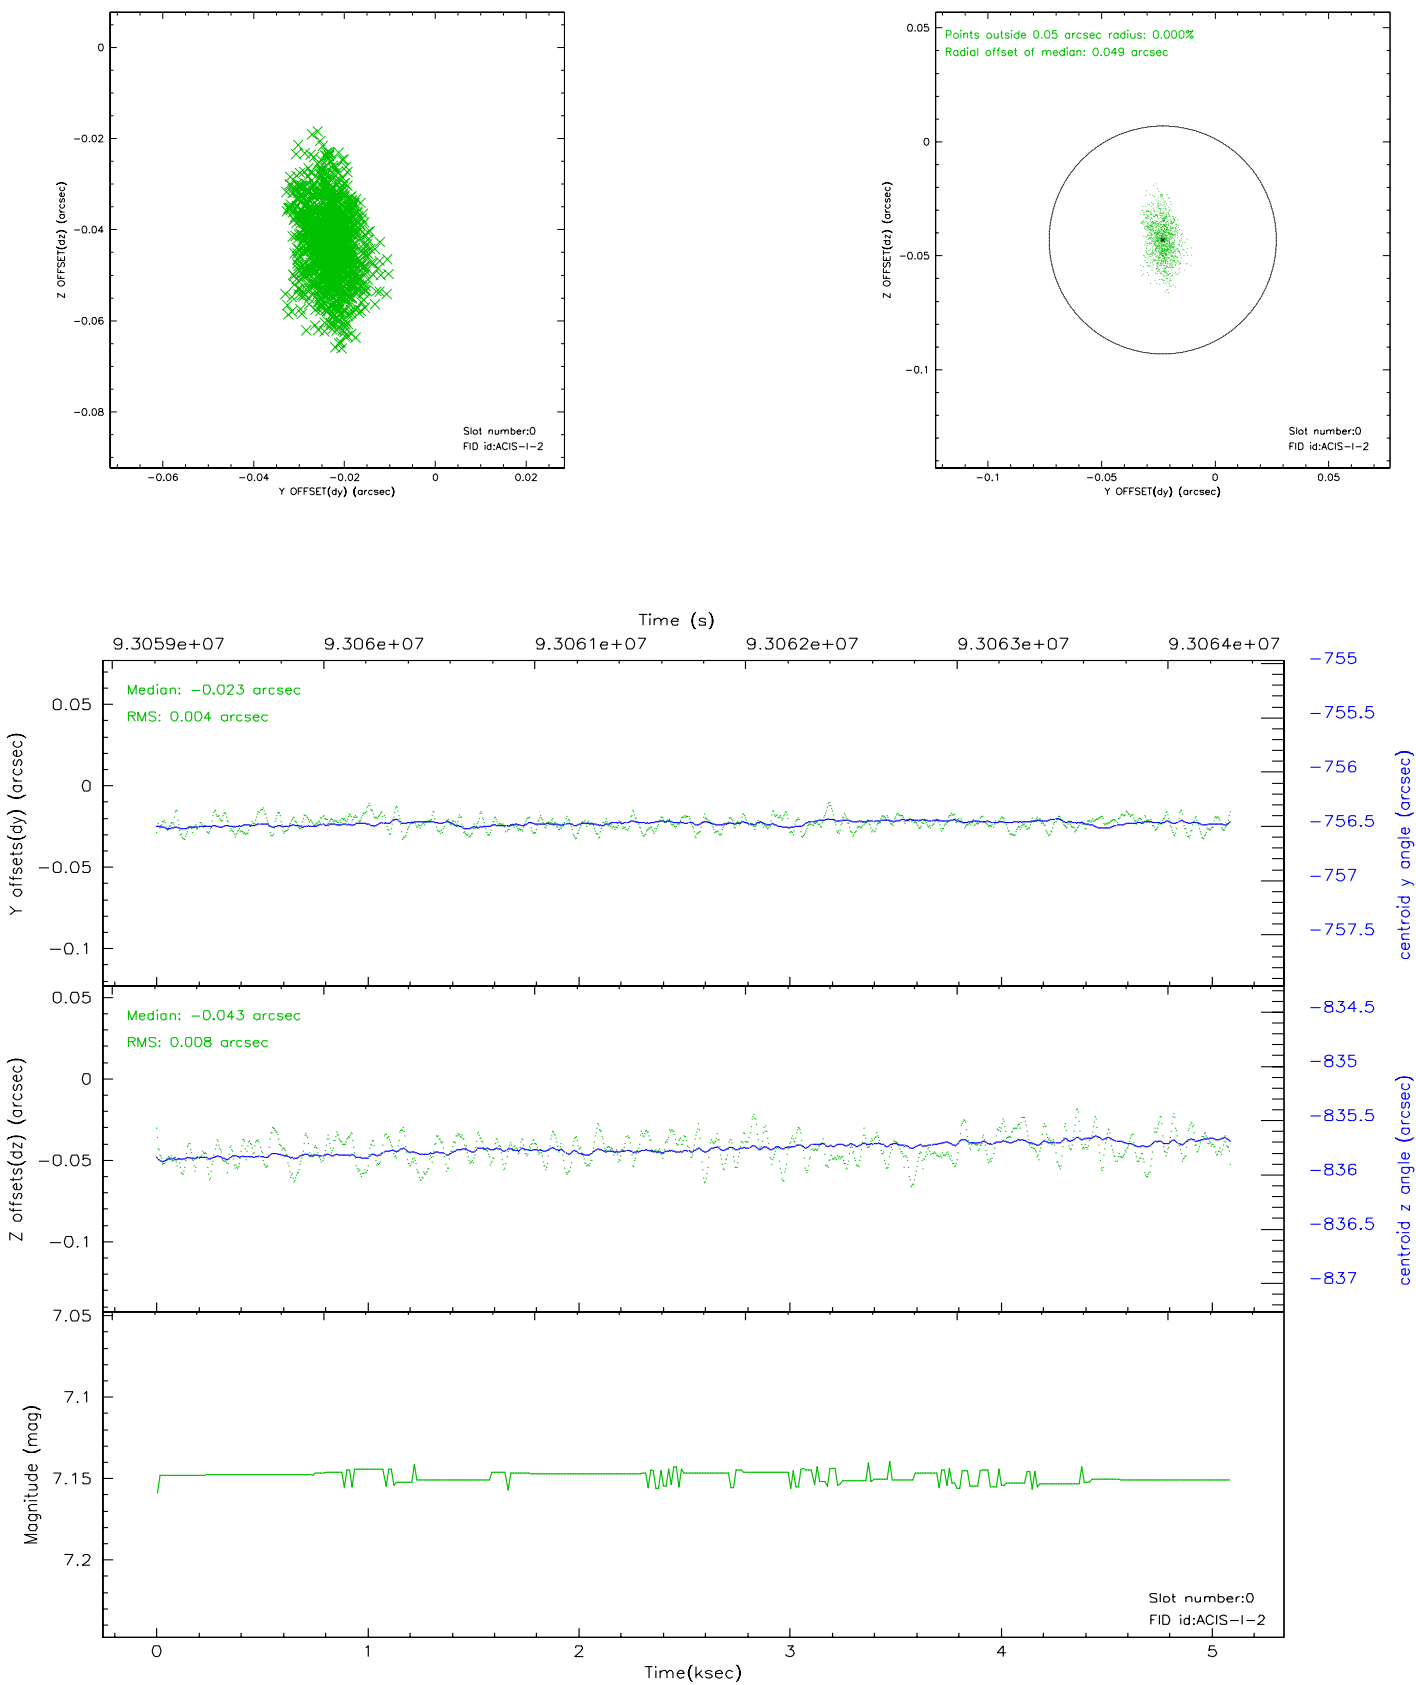 0
−0.02
−0.04
−0.06
−0.08
Z OFFSET(dz) (arcsec)
−0.06
−0.04
−0.02
0
0.02
Y OFFSET(dy) (arcsec)
Slot number:0
FID id:ACIS−I−2
Points outside 0.05 arcsec radius: 0.000%
Radial offset of median: 0.049 arcsec
0.05
0
−0.05
−0.1
Z OFFSET(dz) (arcsec)
−0.1
−0.05
0
0.05
Y OFFSET(dy) (arcsec)
Slot number:0
FID id:ACIS−I−2
Time (s)
9.3059e+07
9.306e+07
9.3061e+07
9.3062e+07
9.3063e+07
9.3064e+07
Median: −0.023 arcsec
RMS: 0.004 arcsec
0.05
0
−0.05
−0.1
Y offsets(dy) (arcsec)
−755
−755.5
−756
−756.5
−757
−757.5
centroid y angle (arcsec)
Median: −0.043 arcsec
RMS: 0.008 arcsec
0.05
0
−0.05
−0.1
Z offsets(dz) (arcsec)
−834.5
−835
−835.5
−836
−836.5
−837
centroid z angle (arcsec)
7.05
7.1
7.15
7.2
Magnitude (mag)
Slot number:0
FID id:ACIS−I−2
0
1
2
3
4
5
Time(ksec)